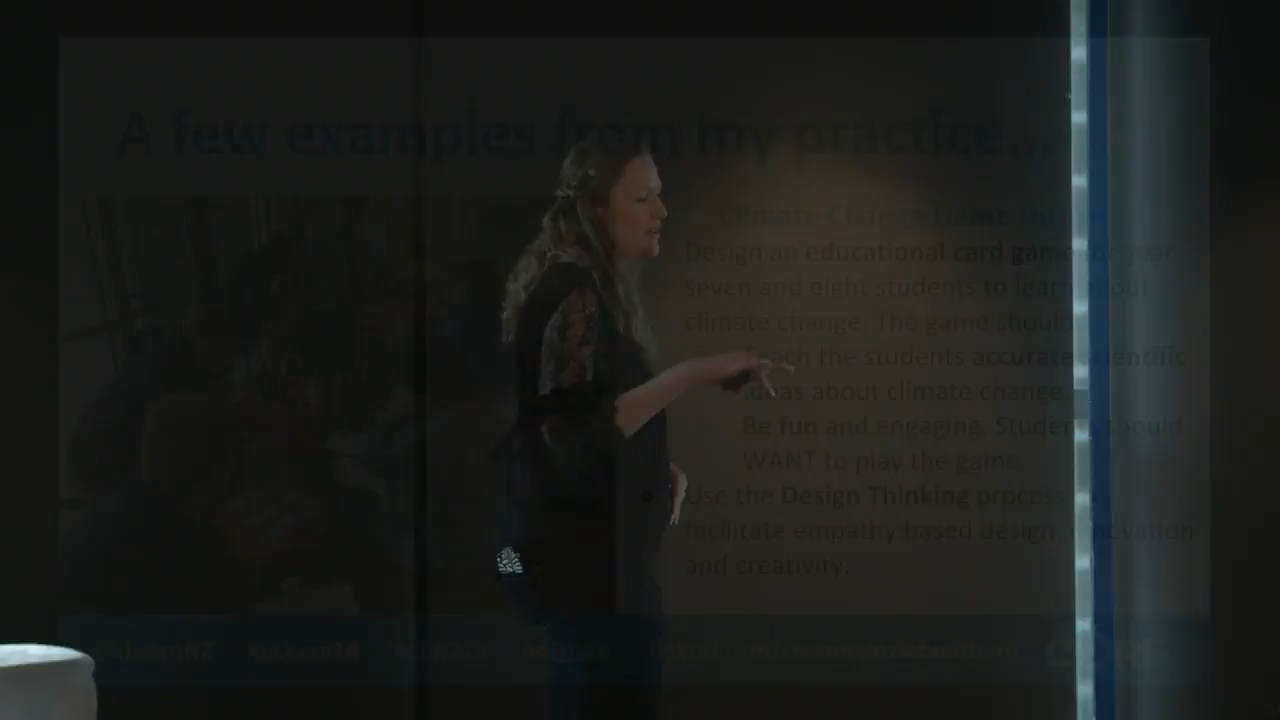 A few examples from my practice...
Climate Change Game Design
Design an educational card game for year
seven and eight students to learn about
climate change. The game should
Teach the students accurate scientific
ideas about climate change
Be fun and engaging. Students should
WANT to play the game
Use the Design Thinking process to
facilitate empathy based design, innovation
and creativity.